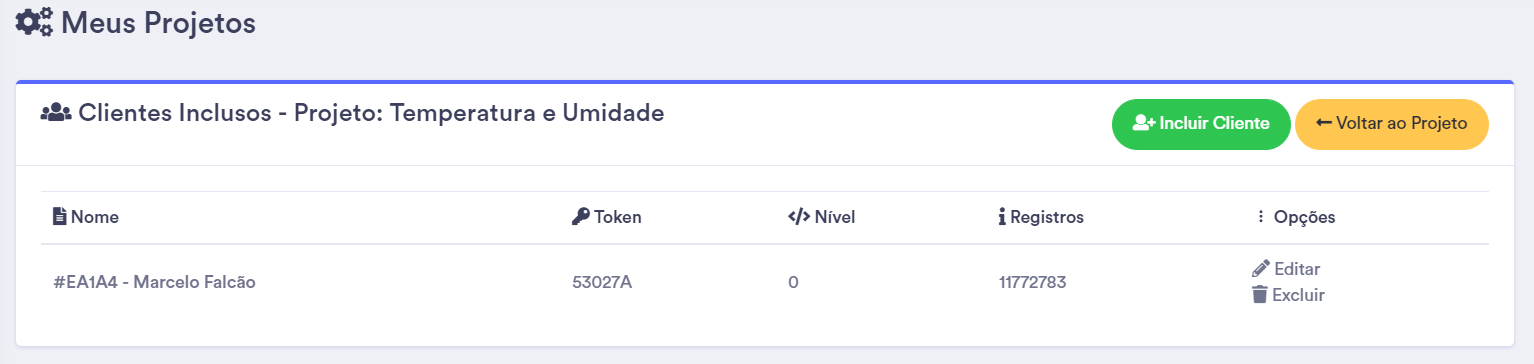 Meus Projetos
Clientes Inclusos - Projeto: Temperatura e Umidade
Incluir Cliente
Voltar ao Projeto
Nome Token Nível Registros Opções
#EA1A4 - Marcelo Falcão 53027A 0 11772783 Editar
Excluir